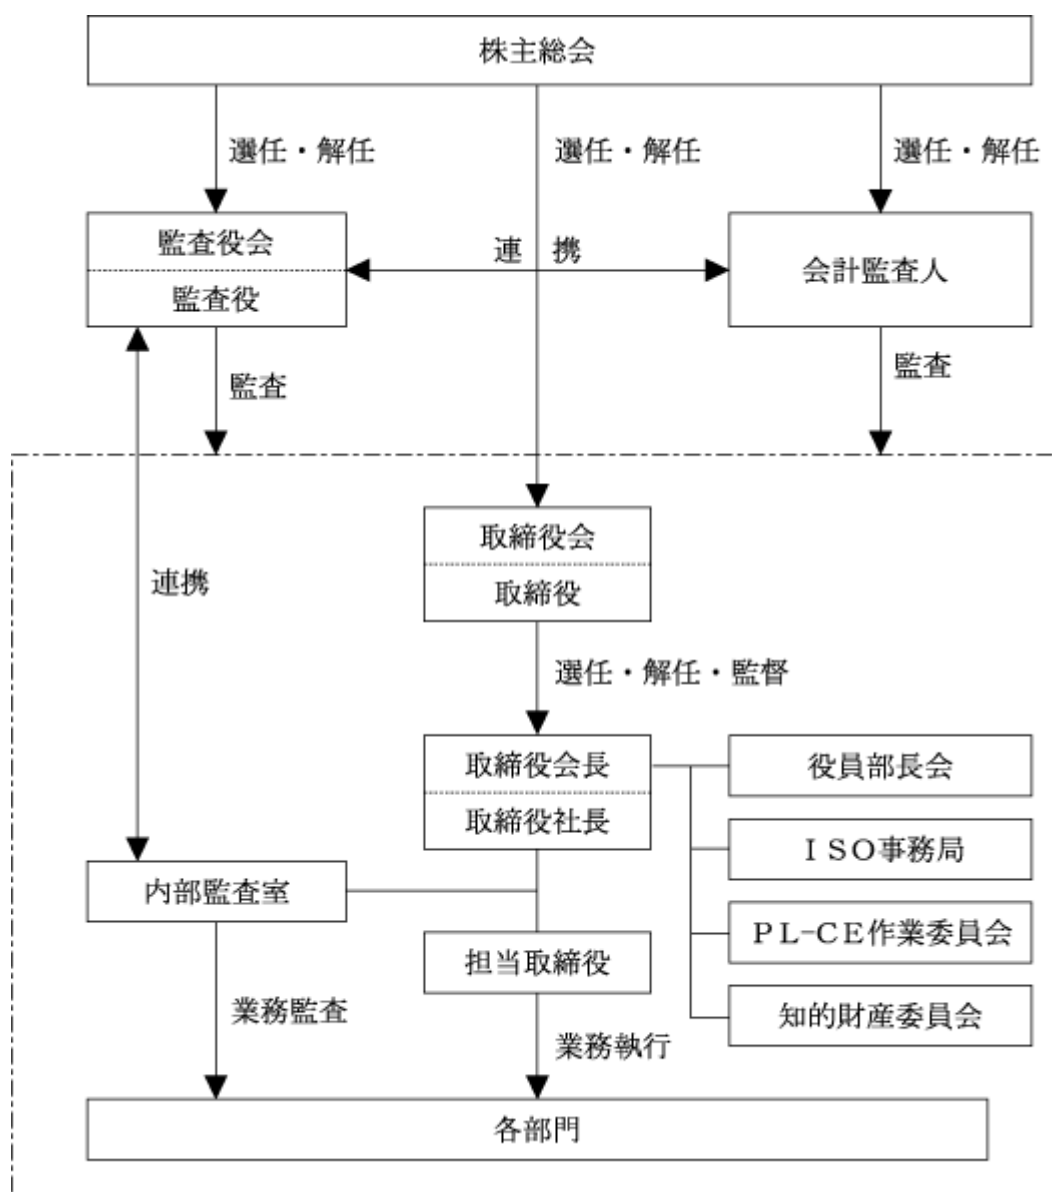 株主総会
選任・解任
選任・解任
選任・解任
監査役会
監査役
連　携
会計監査人
監査
監査
取締役会
取締役
連携
選任・解任・監督
取締役会長
取締役社長
役員部長会
ＩＳＯ事務局
内部監査室
ＰＬ−ＣＥ作業委員会
担当取締役
知的財産委員会
業務監査
業務執行
各部門